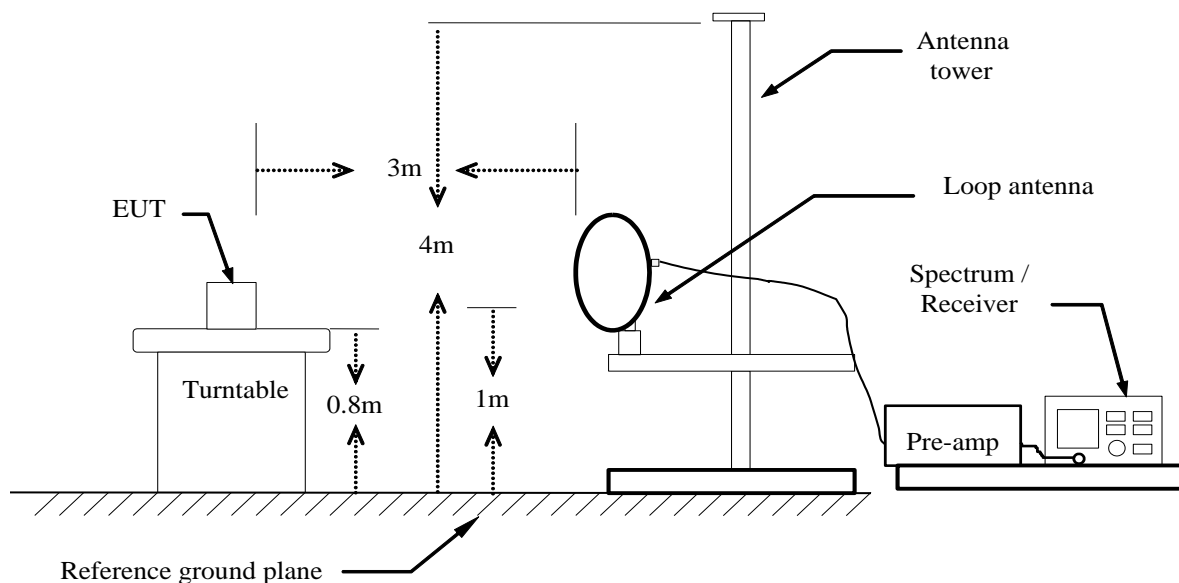 Antenna
tower
3m
Loop antenna
EUT
4m
Spectrum /
Receiver
Turntable
0.8m
1m
Pre-amp
Reference ground plane